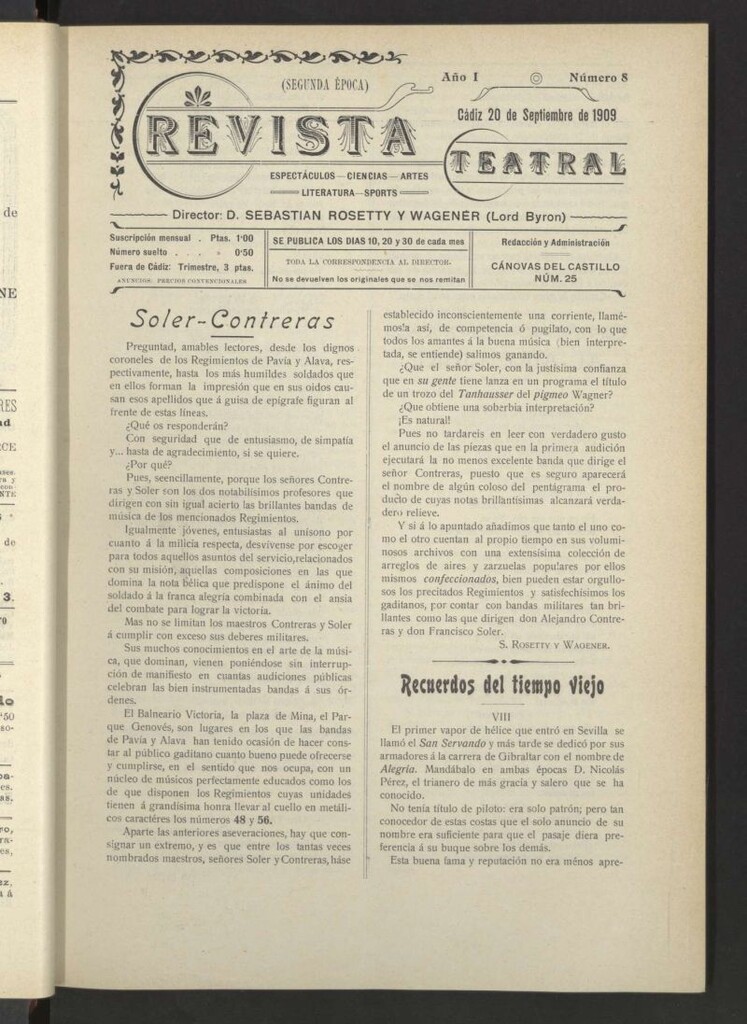 (SEGUNDA ÉPOCA)
Año I
Número 8
Cádiz 20 de Septiembre de 1909
REVISTA
TEATRAL
ESPECTÁCULOS—CIENCIAS—ARTES
LITERATURA—SPORTS
Director: D. SEBASTIAN ROSETTY Y WAGENER (Lord Byron)
Suscripción mensual . Ptas. 1'00
Número suelto . . . » 0'50
Fuera de Cádiz: Trimestre, 3 ptas.
ANUNCIOS: PRECIOS CONVENCIONALES
SE PUBLICA LOS DIAS 10, 20 y 30 de cada mes
TODA LA CORRESPONDENCIA AL DIRECTOR.
No se devuelven los originales que se nos remitan
Redacción y Administración
CÁNOVAS DEL CASTILLO
NÚM. 25
Soler-Contreras
Preguntad, amables lectores, desde los dignos
coroneles de los Regimientos de Pavía y Alava, res-
pectivamente, hasta los más humildes soldados que
en ellos forman la impresión que en sus oidos cau-
san esos apellidos que á guisa de epígrafe figuran al
frente de estas líneas.
¿Qué os responderán?
Con seguridad que de entusiasmo, de simpatía
y... hasta de agradecimiento, si se quiere.
¿Por qué?
Pues, seencillamente, porque los señores Contre-
ras y Soler son los dos notabilísimos profesores que
dirigen con sin igual acierto las brillantes bandas de
música de los mencionados Regimientos.
Igualmente jóvenes, entusiastas al unisono por
cuanto á la milicia respecta, desvívense por escoger
para todos aquellos asuntos del servicio,relacionados
con su misión, aquellas composiciones en las que
domina la nota bélica que predispone el ánimo del
soldado á la franca alegría combinada con el ansia
del combate para lograr la victoria.
Mas no se limitan los maestros Contreras y Soler
á cumplir con exceso sus deberes militares.
Sus muchos conocimientos en el arte de la músi-
ca, que dominan, vienen poniéndose sin interrup-
ción de manifiesto en cuantas audiciones públicas
celebran las bien instrumentadas bandas á sus ór-
denes.
El Balneario Victoria, la plaza de Mina, el Par-
que Genovés, son lugares en los que las bandas
de Pavía y Alava han tenido ocasión de hacer cons-
tar al público gaditano cuanto bueno puede ofrecerse
y cumplirse, en el sentido que nos ocupa, con un
núcleo de músicos perfectamente educados como los
de que disponen los Regimientos cuyas unidades
tienen á grandísima honra llevar al cuello en metáli-
cos caractéres los números 48 y 56.
Aparte las anteriores aseveraciones, hay que con-
signar un extremo, y es que entre los tantas veces
nombrados maestros, señores Soler y Contreras, háse
establecido inconscientemente una corriente, llamé-
mosla así, de competencia ó pugilato, con lo que
todos los amantes á la buena música (bien interpre-
tada, se entiende) salimos ganando.
¿Que el señor Soler, con la justísima confianza
que en su gente tiene lanza en un programa el título
de un trozo del Tanhausser del pigmeo Wagner?
¿Que obtiene una soberbia interpretación?
¡Es natural!
Pues no tardareis en leer con verdadero gusto
el anuncio de las piezas que en la primera audición
ejecutará la no menos excelente banda que dirige el
señor Contreras, puesto que es seguro aparecerá
el nombre de algún coloso del pentágrama el pro-
ducto de cuyas notas brillantísimas alcanzará verda-
dero relieve.
Y si á lo apuntado añadimos que tanto el uno co-
mo el otro cuentan al propio tiempo en sus volumi-
nosos archivos con una extensísima colección de
arreglos de aires y zarzuelas populares por ellos
mismos confeccionados, bien pueden estar orgullo-
sos los precitados Regimientos y satisfechísimos los
gaditanos, por contar con bandas militares tan bri-
llantes como las que dirigen don Alejandro Contre-
ras y don Francisco Soler.
S. ROSETTY Y WAGENER.
Recuerdos del tiempo viejo
VIII
El primer vapor de hélice que entró en Sevilla se
llamó el San Servando y más tarde se dedicó por sus
armadores á la carrera de Gibraltar con el nombre de
Alegría. Mandábalo en ambas épocas D. Nicolás
Pérez, el trianero de más gracia y salero que se ha
conocido.
No tenía título de piloto: era solo patrón; pero tan
conocedor de estas costas que el solo anuncio de su
nombre era suficiente para que el pasaje diera pre-
ferencia á su buque sobre los demás.
Esta buena fama y reputación no era ménos apre-